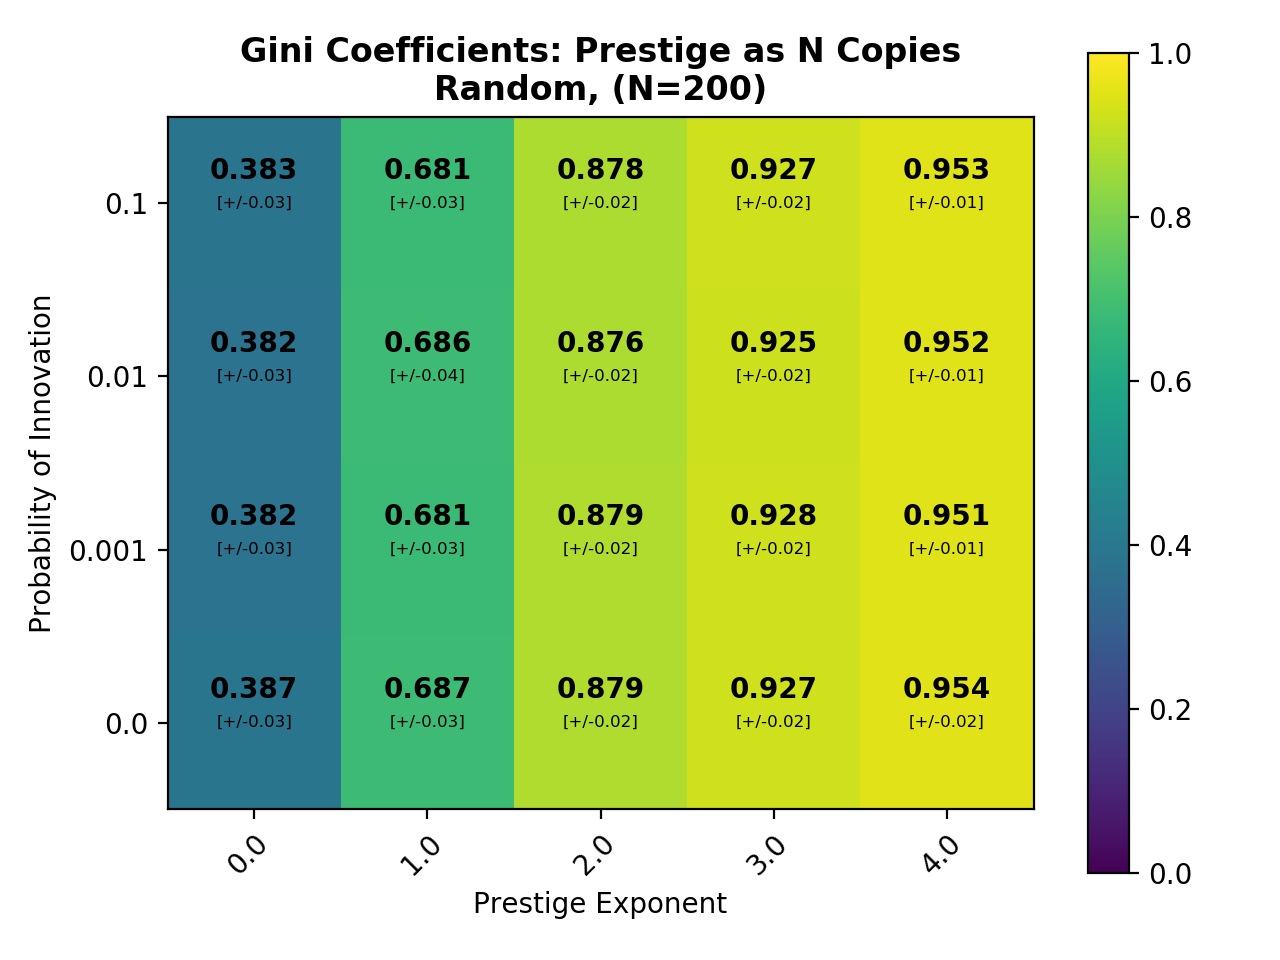 Gini Coefficients: Prestige as N Copies
Random, (N=200)
Probability of Innovation
0.1
0.383 0.681 0.878 0.927 0.953
[+/-0.03] [+/-0.03] [+/-0.02] [+/-0.02] [+/-0.01]
0.01
0.382 0.686 0.876 0.925 0.952
[+/-0.03] [+/-0.04] [+/-0.02] [+/-0.02] [+/-0.01]
0.001
0.382 0.681 0.879 0.928 0.951
[+/-0.03] [+/-0.03] [+/-0.02] [+/-0.02] [+/-0.01]
0.0
0.387 0.687 0.879 0.927 0.954
[+/-0.03] [+/-0.03] [+/-0.02] [+/-0.02] [+/-0.02]
0.0 1.0 2.0 3.0 4.0
Prestige Exponent
1.0
0.8
0.6
0.4
0.2
0.0